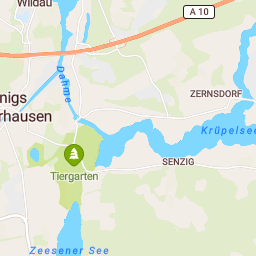 Wildau
A 10
Dahme
nigs
rhausen
ZERNSDORF
Krüpelsee
SENZIG
Tiergarten
Zeesener See